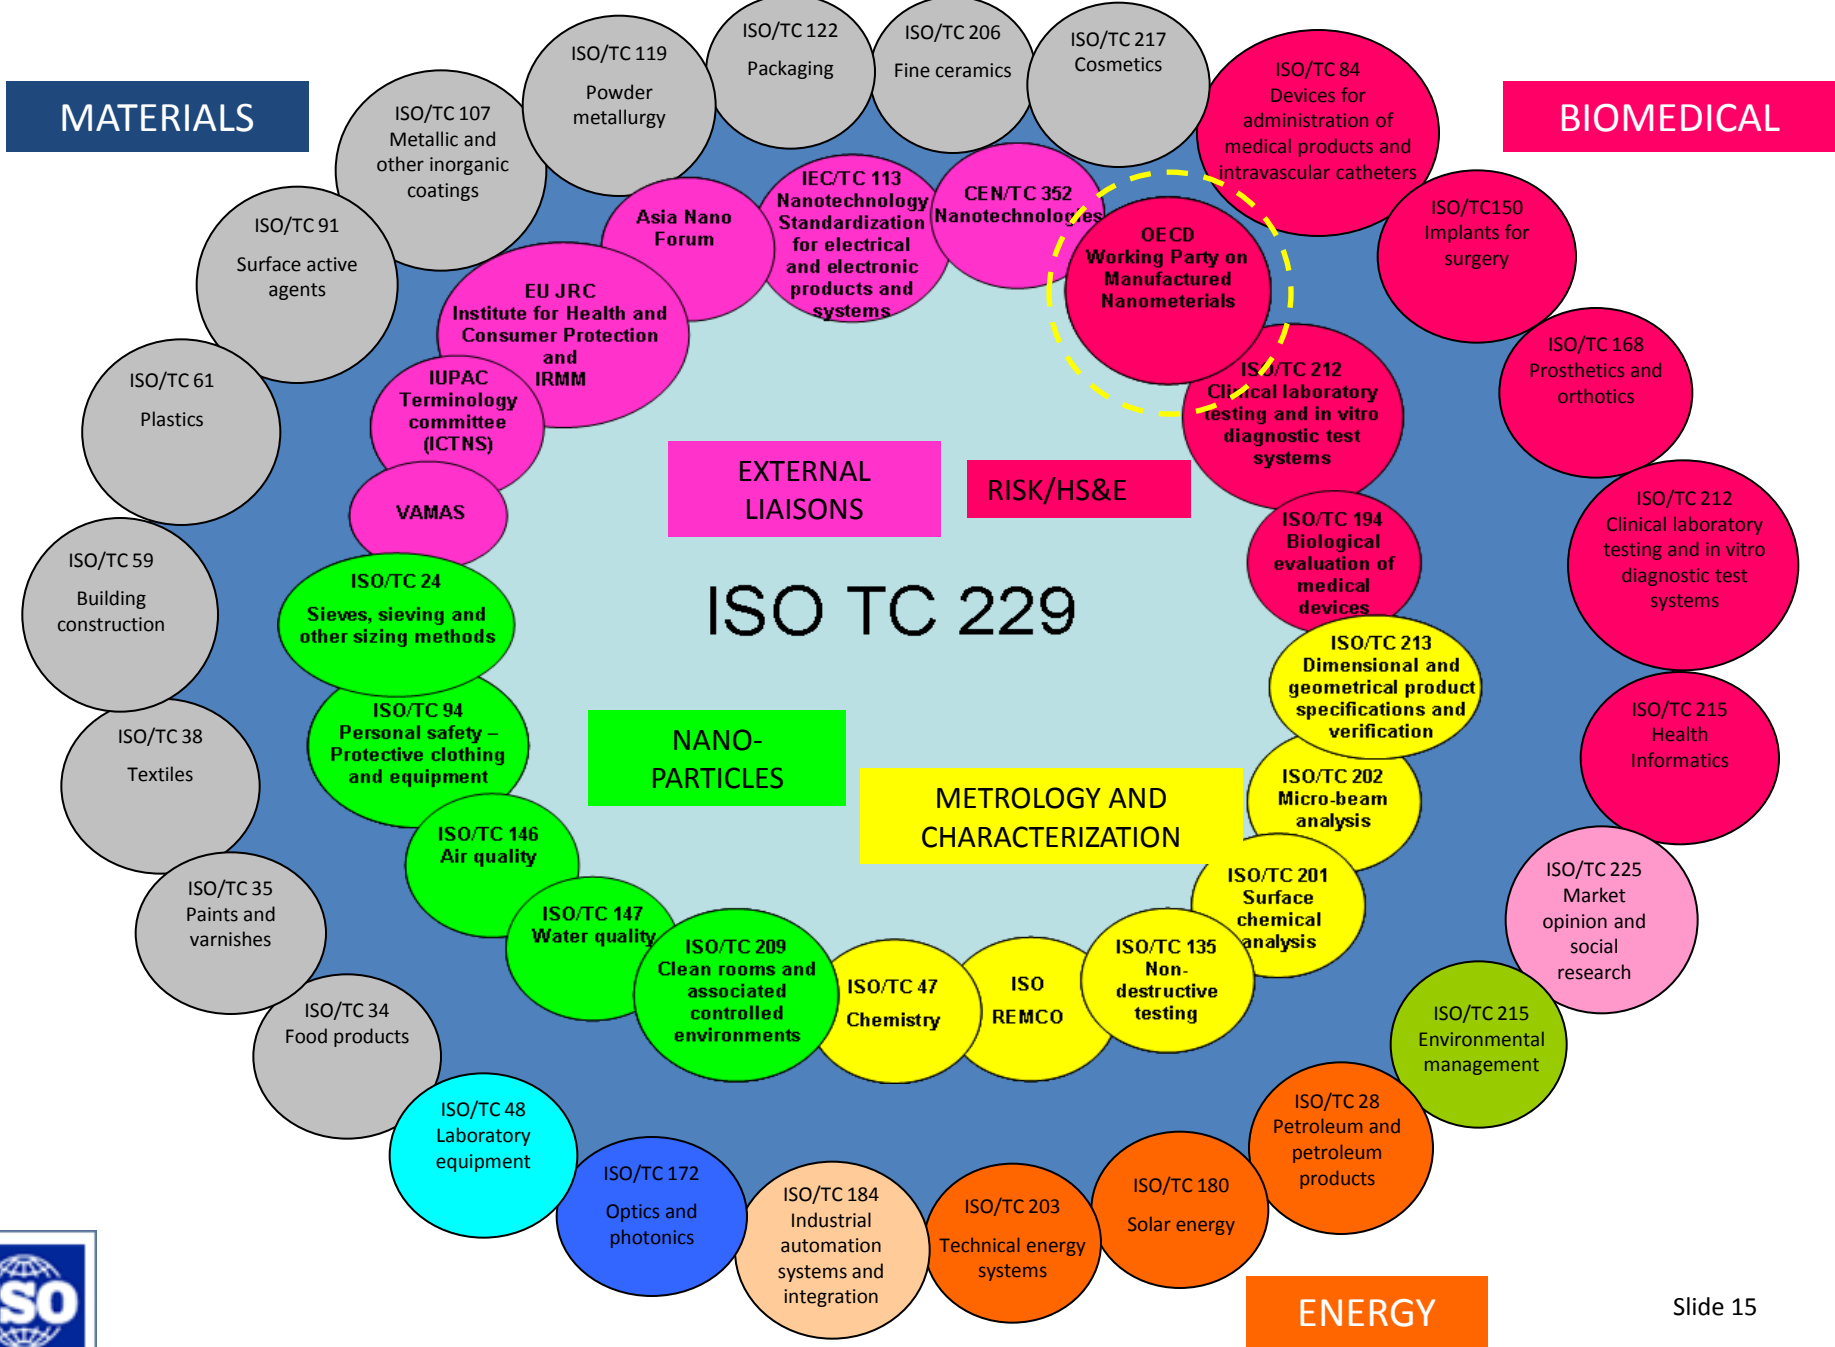 MATERIALS
BIOMEDICAL
ISO/TC 122
Packaging
ISO/TC 206
Fine ceramics
ISO/TC 217
Cosmetics
ISO/TC 119
Powder
metallurgy
ISO/TC 107
Metallic and
other inorganic
coatings
ISO/TC 91
Surface active
agents
ISO/TC 61
Plastics
ISO/TC 59
Building
construction
ISO/TC 38
Textiles
ISO/TC 35
Paints and
varnishes
ISO/TC 34
Food products
ISO/TC 84
Devices for
administration of
medical products and
intravascular catheters
ISO/TC150
Implants for
surgery
ISO/TC 168
Prosthetics and
orthotics
ISO/TC 212
Clinical laboratory
testing and in vitro
diagnostic test
systems
ISO/TC 215
Health
Informatics
ISO/TC 225
Market
opinion and
social
research
ISO/TC 215
Environmental
management
ISO/TC 28
Petroleum and
petroleum
products
ISO/TC 180
Solar energy
ISO/TC 203
Technical energy
systems
ISO/TC 184
Industrial
automation
systems and
integration
ISO/TC 172
Optics and
photonics
ISO/TC 48
Laboratory
equipment
Asia Nano
Forum
IEC/TC 113
Nanotechnology
Standardization
for electrical
and electronic
products and
systems
CEN/TC 352
Nanotechnologies
OECD
Working Party on
Manufactured
Nanometerials
EU JRC
Institute for Health and
Consumer Protection
and
IRMM
IUPAC
Terminology
committee
(ICTNS)
VAMAS
ISO/TC 212
Clinical laboratory
testing and in vitro
diagnostic test
systems
ISO/TC 194
Biological
evaluation of
medical
devices
ISO/TC 213
Dimensional and
geometrical product
specifications and
verification
ISO/TC 202
Micro-beam
analysis
ISO/TC 201
Surface
chemical
analysis
ISO/TC 135
Non-
destructive
testing
ISO
REMCO
ISO/TC 47
Chemistry
ISO/TC 209
Clean rooms and
associated
controlled
environments
ISO/TC 147
Water quality
ISO/TC 146
Air quality
ISO/TC 94
Personal safety –
Protective clothing
and equipment
ISO/TC 24
Sieves, sieving and
other sizing methods
EXTERNAL
LIAISONS
RISK/HS&E
ISO TC 229
NANO-
PARTICLES
METROLOGY AND
CHARACTERIZATION
ENERGY
ISO
Slide 15